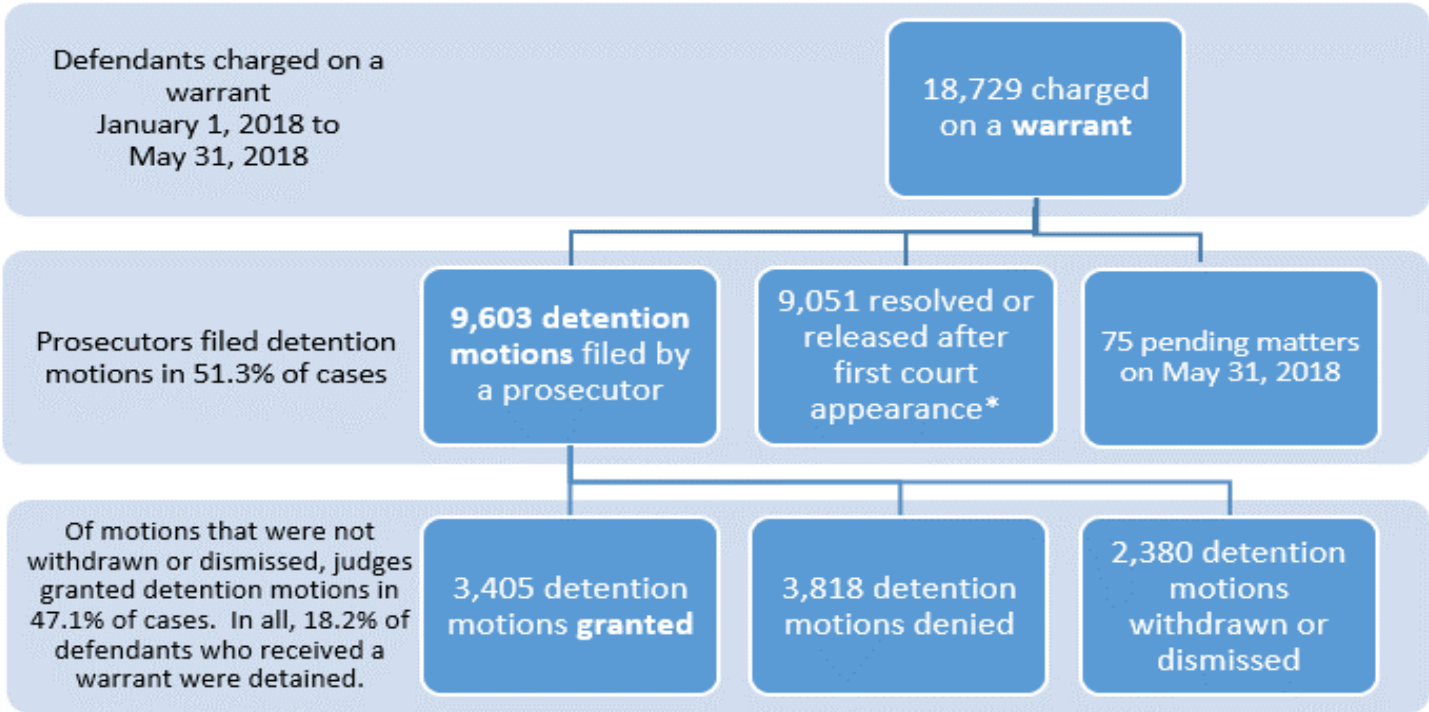 Defendants charged on a
warrant
January 1, 2018 to
May 31, 2018
18,729 charged
on a warrant
Prosecutors filed detention
motions in 51.3% of cases
9,603 detention
motions filed by
a prosecutor
9,051 resolved or
released after
first court
appearance*
75 pending matters
on May 31, 2018
Of motions that were not
withdrawn or dismissed, judges
granted detention motions in
47.1% of cases.  In all, 18.2% of
defendants who received a
warrant were detained.
3,405 detention
motions granted
3,818 detention
motions denied
2,380 detention
motions
withdrawn or
dismissed